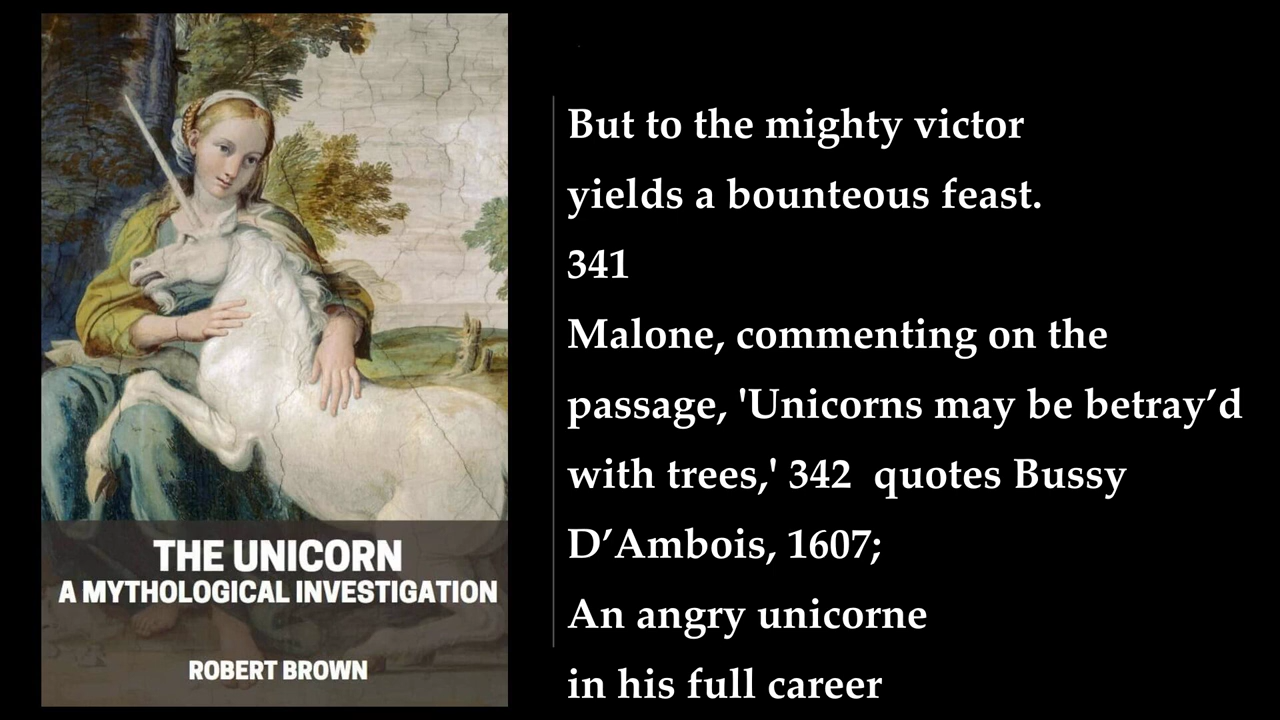 THE UNICORN
A MYTHOLOGICAL INVESTIGATION
ROBERT BROWN
But to the mighty victor
yields a bounteous feast.
341
Malone, commenting on the
passage, 'Unicorns may be betray’d
with trees,' 342 quotes Bussy
D’Ambois, 1607;
An angry unicorne
in his full career